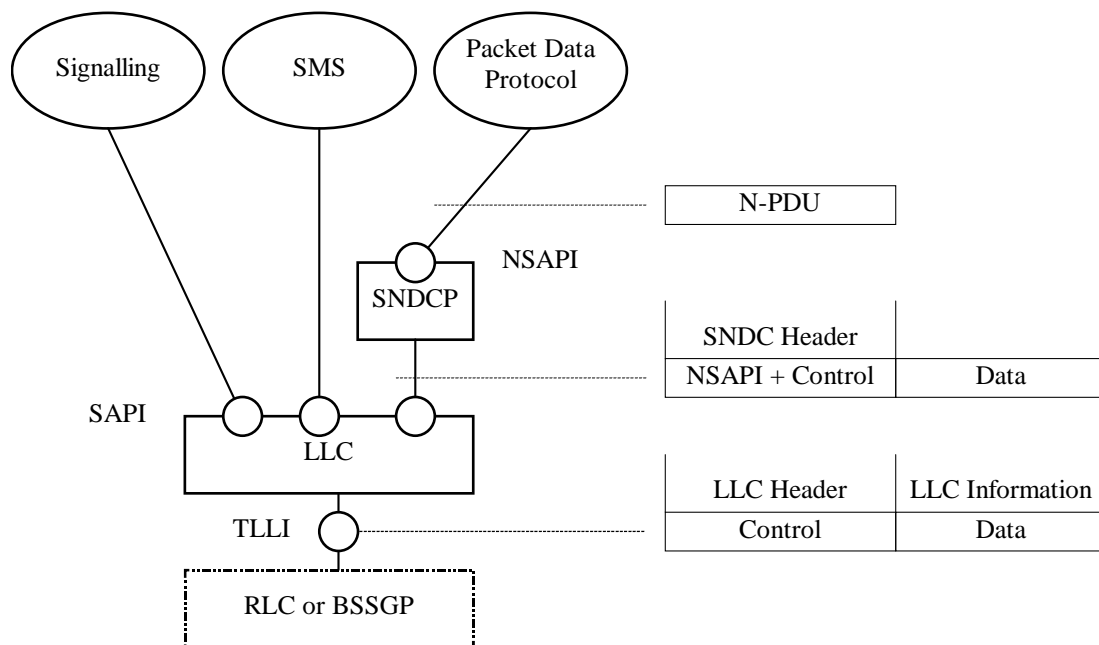 Signalling
SMS
Packet Data
Protocol
N-PDU
NSAPI
SNDCP
SNDC Header
NSAPI + Control
Data
SAPI
LLC
LLC Header
LLC Information
TLLI
Control
Data
RLC or BSSGP